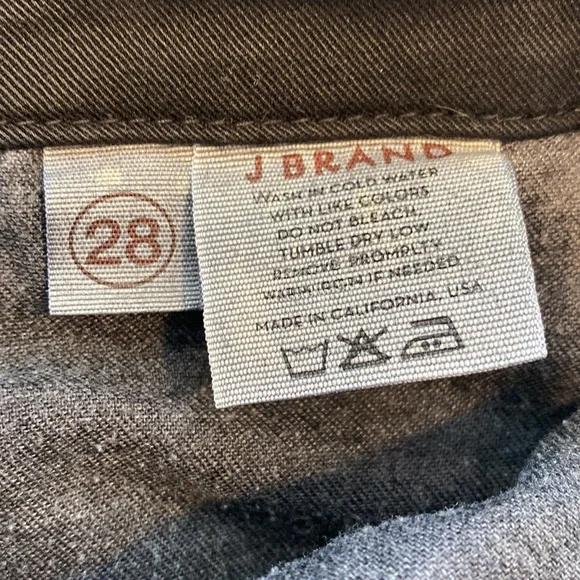 J BRAND
28
WASH IN COLD WATER
WITH LIKE COLORS
DO NOT BLEACH.
TUMBLE DRY LOW
REMOVE PROMPLTY
WARM IRON IF NEEDED.
MADE IN CALIFORNIA, USA